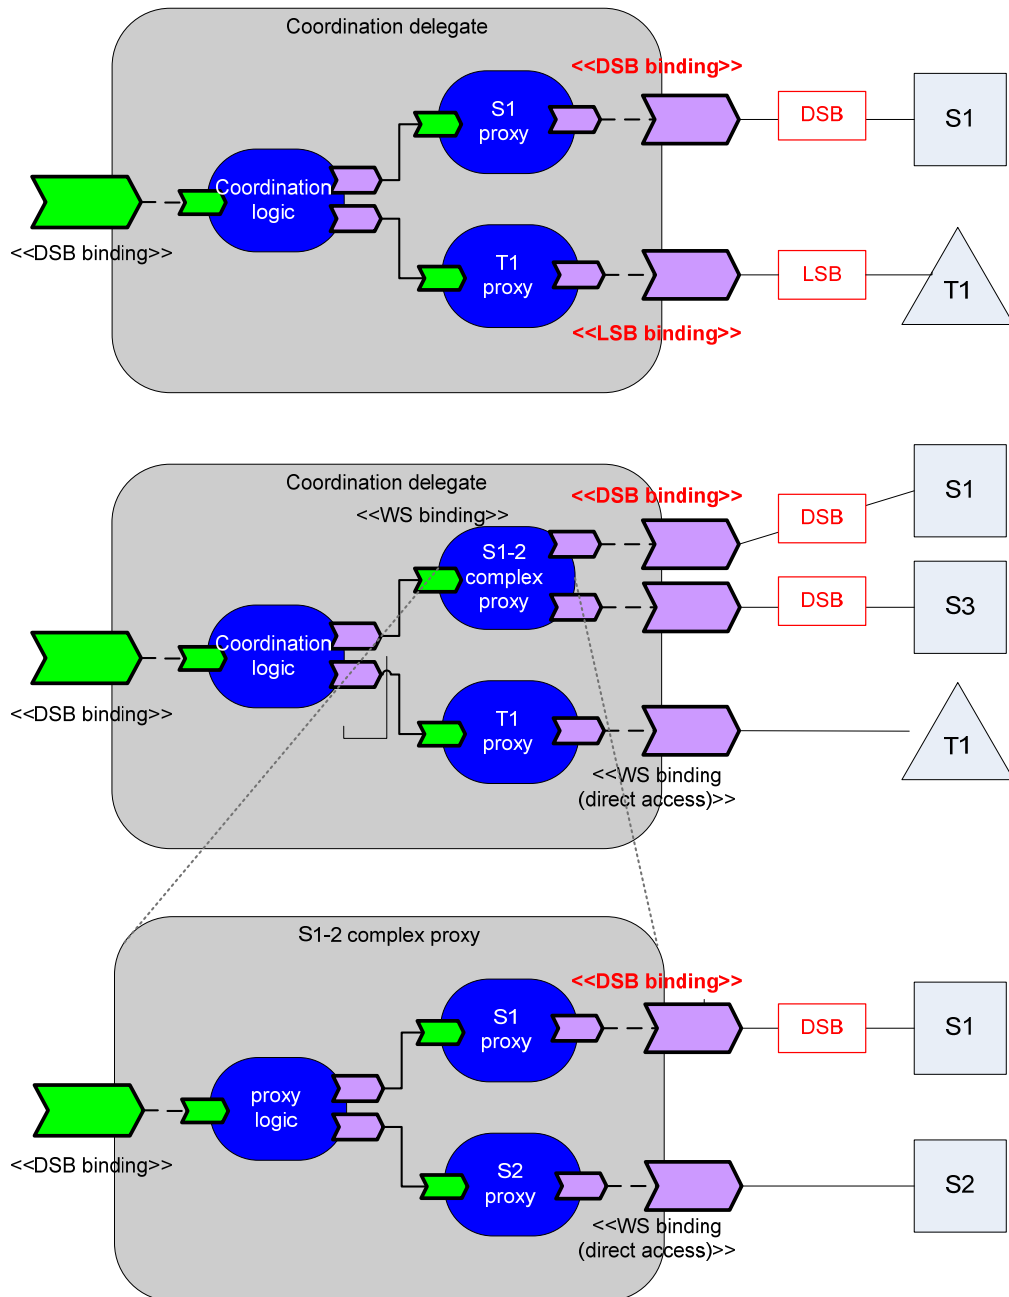 Coordination delegate
<<DSB binding>>
S1
proxy
DSB
S1
Coordination
logic
<<DSB binding>>
T1
proxy
LSB
T1
<<LSB binding>>
Coordination delegate
<<WS binding>>
<<DSB binding>>
S1-2
complex
proxy
DSB
S1
DSB
S3
Coordination
logic
<<DSB binding>>
T1
proxy
T1
<<WS binding
(direct access)>>
S1-2 complex proxy
<<DSB binding>>
S1
proxy
DSB
S1
proxy
logic
<<DSB binding>>
S2
proxy
S2
<<WS binding
(direct access)>>